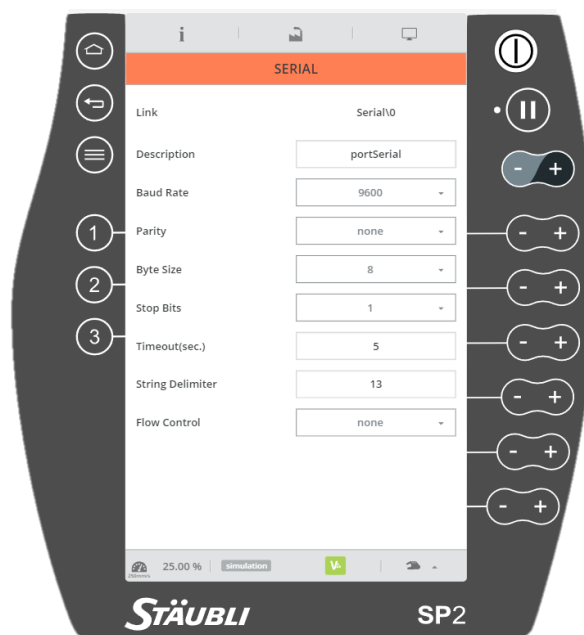 i
SERIAL
Link Serial\0
Description portSerial
Baud Rate 9600
Parity none
Byte Size 8
Stop Bits 1
Timeout(sec.) 5
String Delimiter 13
Flow Control none
1
2
3
- +
- +
- +
- +
- +
- +
- +
250mm/s 25.00 % simulation
STÄUBLI SP2